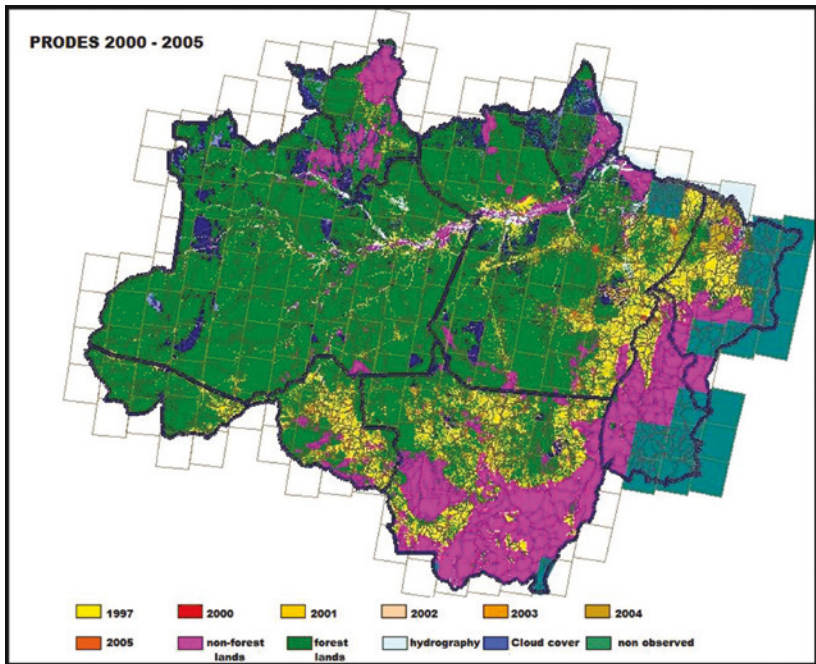 PRODES 2000 - 2005
1997 2000 2001 2002 2003 2004
2005 non-forest lands forest lands hydrography Cloud cover non observed